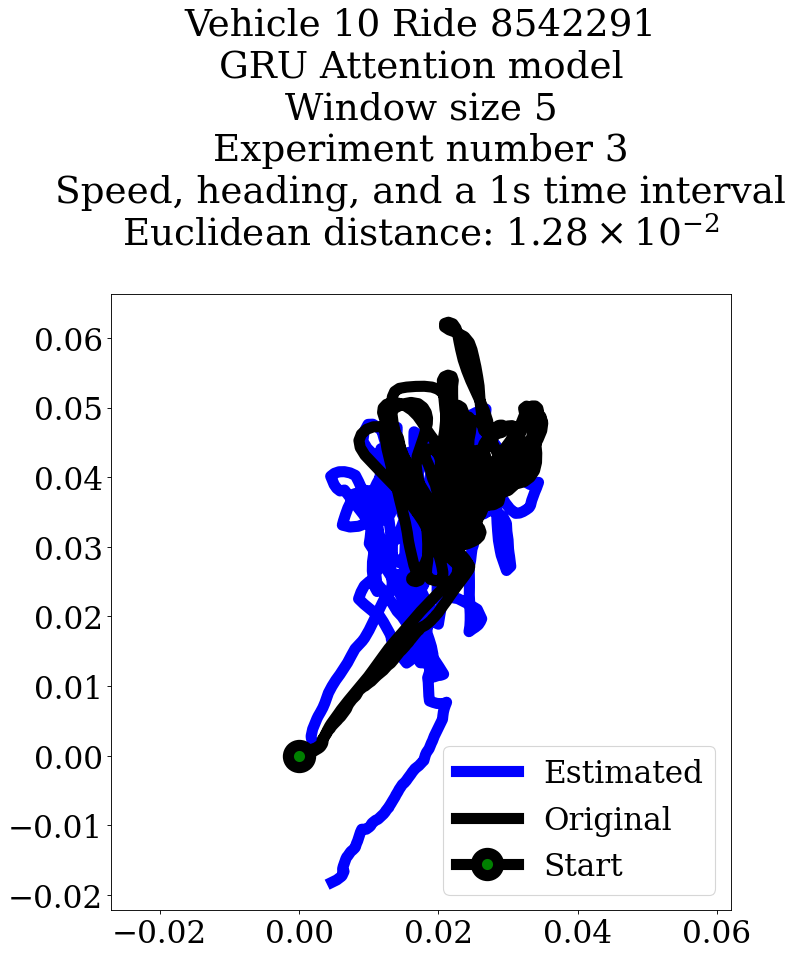 Vehicle 10 Ride 8542291
GRU Attention model
Window size 5
Experiment number 3
Speed, heading, and a 1s time interval
Euclidean distance: 1.28 × 10⁻²
0.06
0.05
0.04
0.03
0.02
0.01
0.00
−0.01
−0.02
Estimated
Original
Start
−0.02 0.00 0.02 0.04 0.06